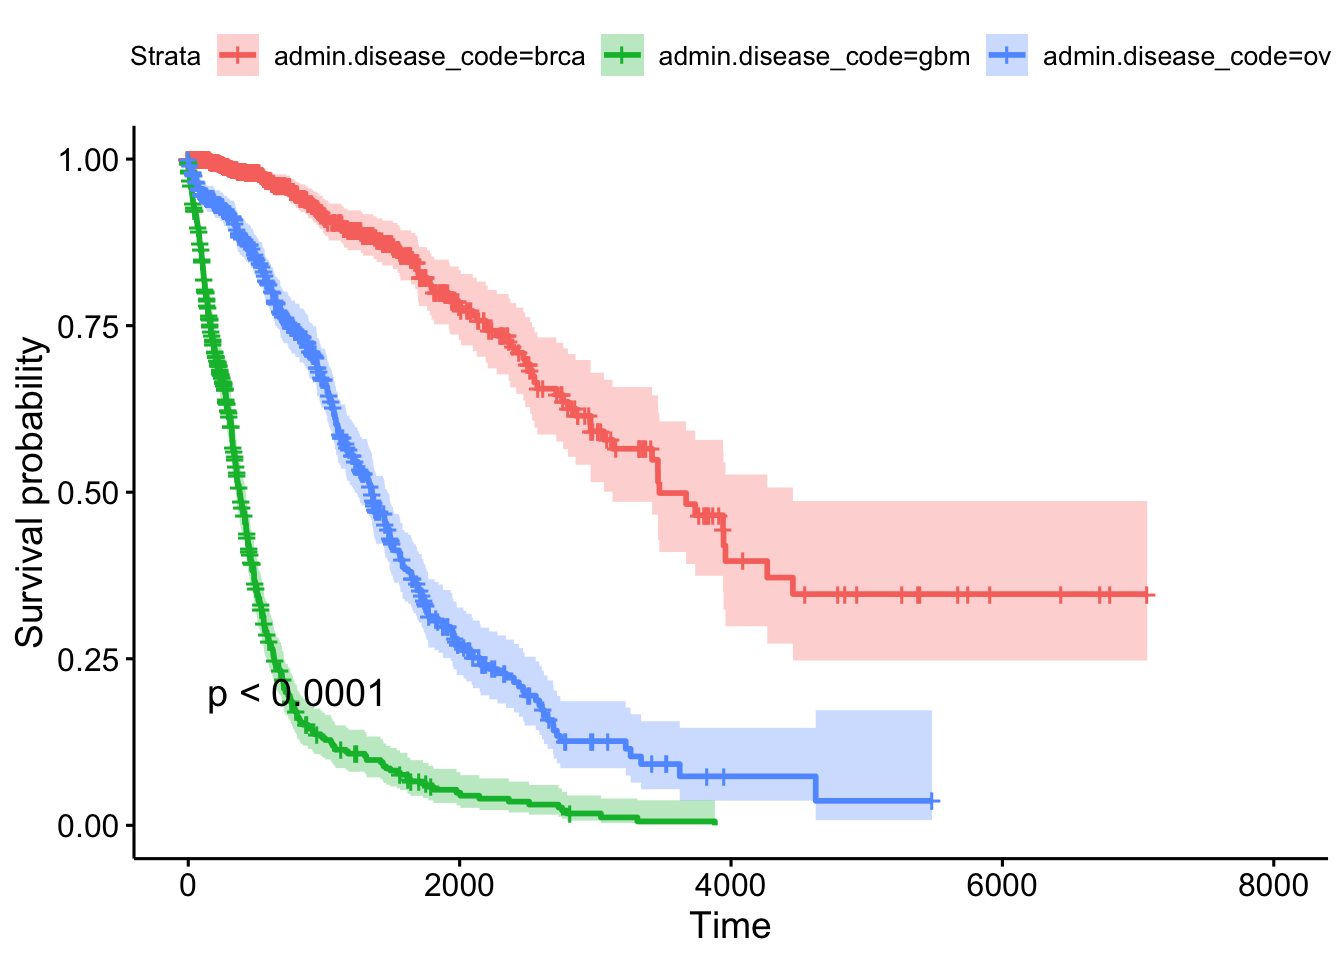 Strata admin.disease_code=brca admin.disease_code=gbm admin.disease_code=ov
1.00
0.75
0.50
0.25
0.00
Survival probability
p < 0.0001
0 2000 4000 6000 8000
Time